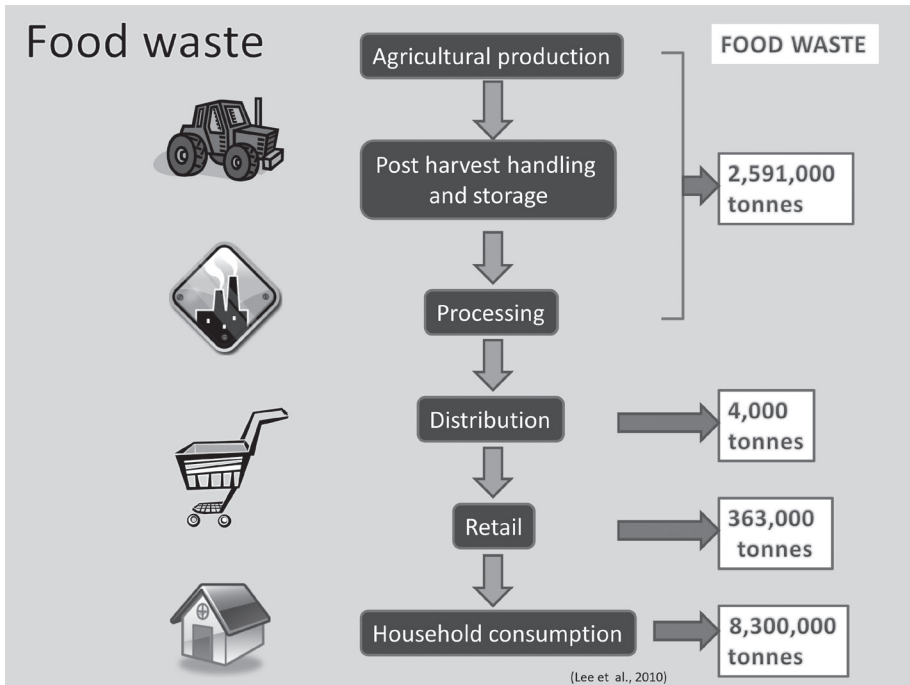 Food waste
FOOD WASTE
Agricultural production
Post harvest handling
and storage
2,591,000
tonnes
Processing
Distribution
4,000
tonnes
Retail
363,000
tonnes
Household consumption
8,300,000
tonnes
(Lee et al., 2010)